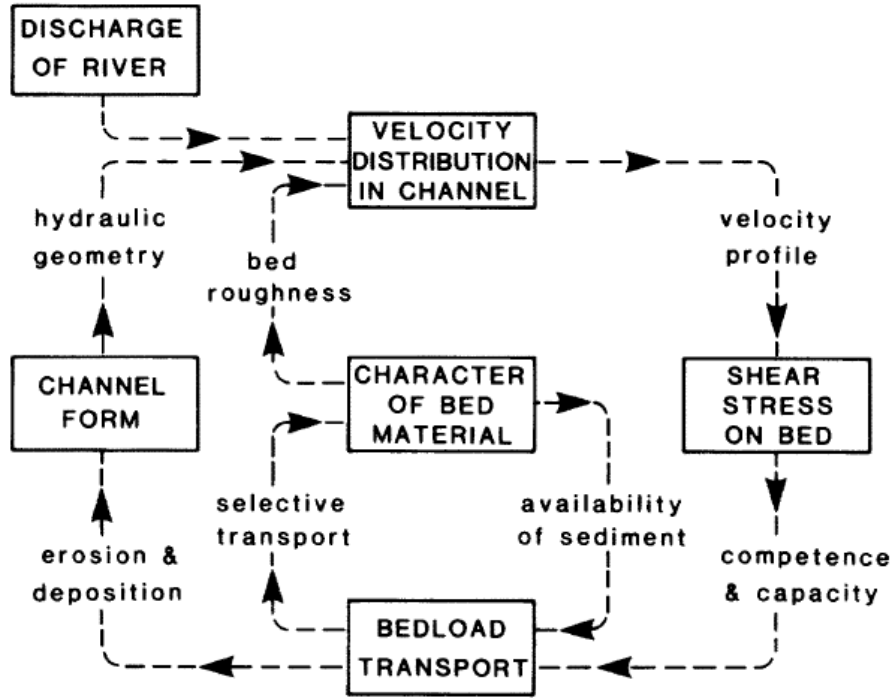 DISCHARGE
OF RIVER
VELOCITY
DISTRIBUTION
IN CHANNEL
hydraulic
geometry
bed
roughness
velocity
profile
CHANNEL
FORM
CHARACTER
OF BED
MATERIAL
SHEAR
STRESS
ON BED
selective
transport
availability
of sediment
erosion &
deposition
competence
& capacity
BEDLOAD
TRANSPORT